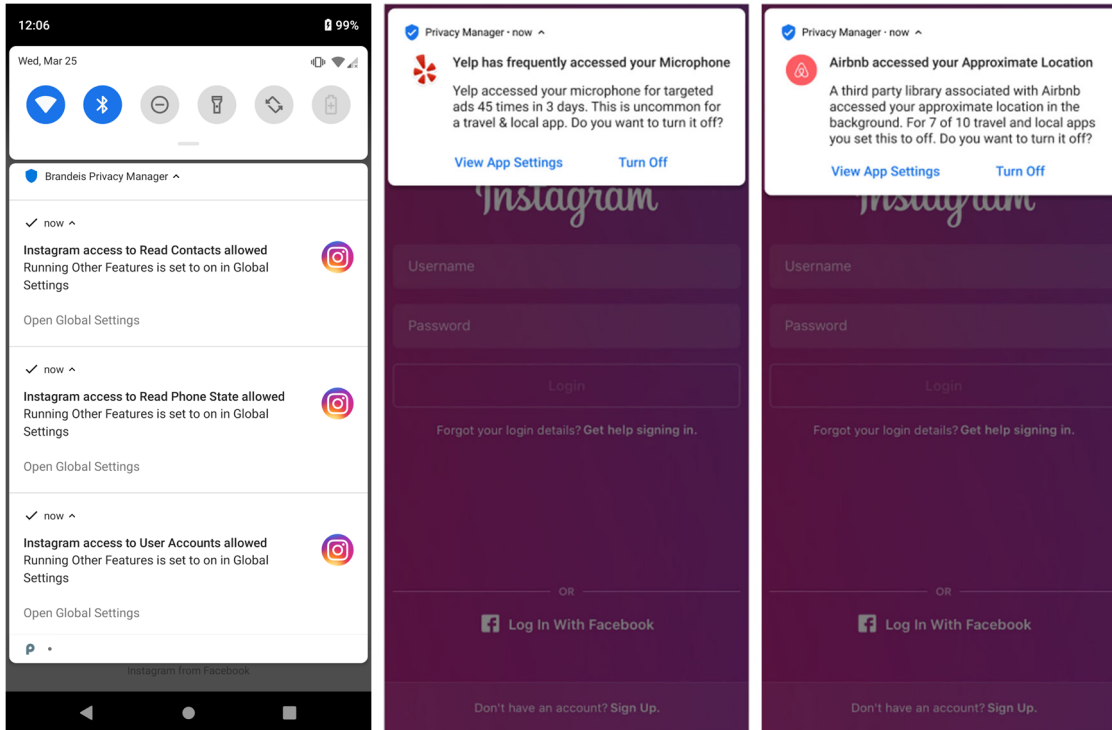 12:06
99%
Wed, Mar 25
Brandeis Privacy Manager
now
Instagram access to Read Contacts allowed
Running Other Features is set to on in Global
Settings
Open Global Settings
now
Instagram access to Read Phone State allowed
Running Other Features is set to on in Global
Settings
Open Global Settings
now
Instagram access to User Accounts allowed
Running Other Features is set to on in Global
Settings
Open Global Settings
Instagram from Facebook
Privacy Manager · now
Yelp has frequently accessed your Microphone
Yelp accessed your microphone for targeted
ads 45 times in 3 days. This is uncommon for
a travel & local app. Do you want to turn it off?
View App Settings Turn Off
Instagram
Username
Password
Login
Forgot your login details? Get help signing in.
OR
Log In With Facebook
Don't have an account? Sign Up.
Privacy Manager · now
Airbnb accessed your Approximate Location
A third party library associated with Airbnb
accessed your approximate location in the
background. For 7 of 10 travel and local apps
you set this to off. Do you want to turn it off?
View App Settings Turn Off
Instagram
Username
Password
Login
Forgot your login details? Get help signing in.
OR
Log In With Facebook
Don't have an account? Sign Up.